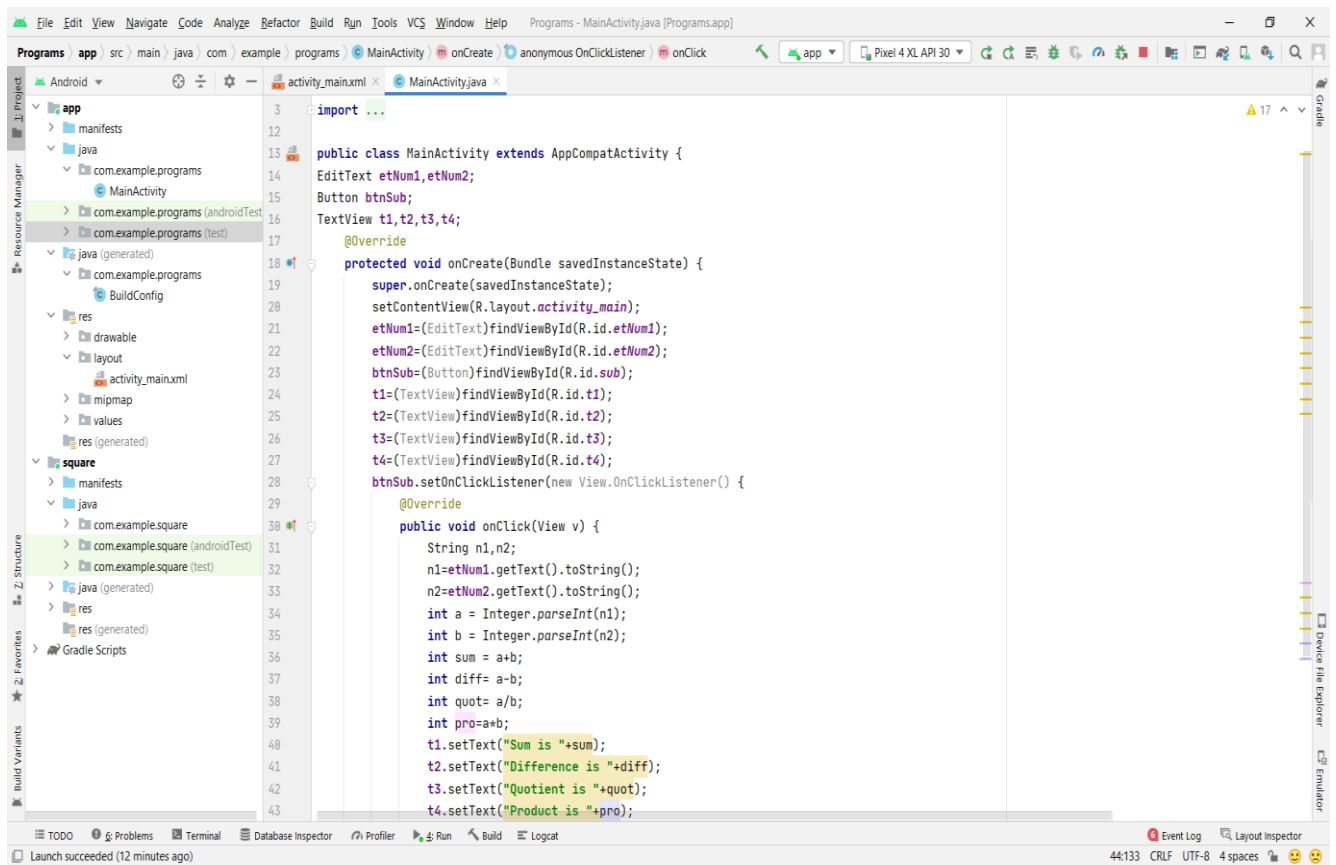 File Edit View Navigate Code Analyze Refactor Build Run Tools VCS Window Help Programs - MainActivity.java [Programs.app]
Programs app src main java com example programs MainActivity onCreate anonymous OnClickListener onClick app Pixel 4 XL API 30
Android activity_main.xml MainActivity.java
1: Project
Resource Manager
Z: Structure
2: Favorites
Build Variants
app
manifests
java
com.example.programs
MainActivity
com.example.programs (androidTest
com.example.programs (test)
java (generated)
com.example.programs
BuildConfig
res
drawable
layout
activity_main.xml
mipmap
values
res (generated)
square
manifests
java
com.example.square
com.example.square (androidTest)
com.example.square (test)
java (generated)
res
res (generated)
Gradle Scripts
3 import ... 17
12
13 public class MainActivity extends AppCompatActivity {
14 EditText etNum1,etNum2;
15 Button btnSub;
16 TextView t1,t2,t3,t4;
17 @Override
18 protected void onCreate(Bundle savedInstanceState) {
19 super.onCreate(savedInstanceState);
20 setContentView(R.layout.activity_main);
21 etNum1=(EditText)findViewById(R.id.etNum1);
22 etNum2=(EditText)findViewById(R.id.etNum2);
23 btnSub=(Button)findViewById(R.id.sub);
24 t1=(TextView)findViewById(R.id.t1);
25 t2=(TextView)findViewById(R.id.t2);
26 t3=(TextView)findViewById(R.id.t3);
27 t4=(TextView)findViewById(R.id.t4);
28 btnSub.setOnClickListener(new View.OnClickListener() {
29 @Override
30 public void onClick(View v) {
31 String n1,n2;
32 n1=etNum1.getText().toString();
33 n2=etNum2.getText().toString();
34 int a = Integer.parseInt(n1);
35 int b = Integer.parseInt(n2);
36 int sum = a+b;
37 int diff= a-b;
38 int quot= a/b;
39 int pro=a*b;
40 t1.setText("Sum is "+sum);
41 t2.setText("Difference is "+diff);
42 t3.setText("Quotient is "+quot);
43 t4.setText("Product is "+pro);
Gradle
Device File Explorer
Emulator
TODO 6: Problems Terminal Database Inspector Profiler 4: Run Build Logcat 6 Event Log Layout Inspector
Launch succeeded (12 minutes ago) 44:133 CRLF UTF-8 4 spaces